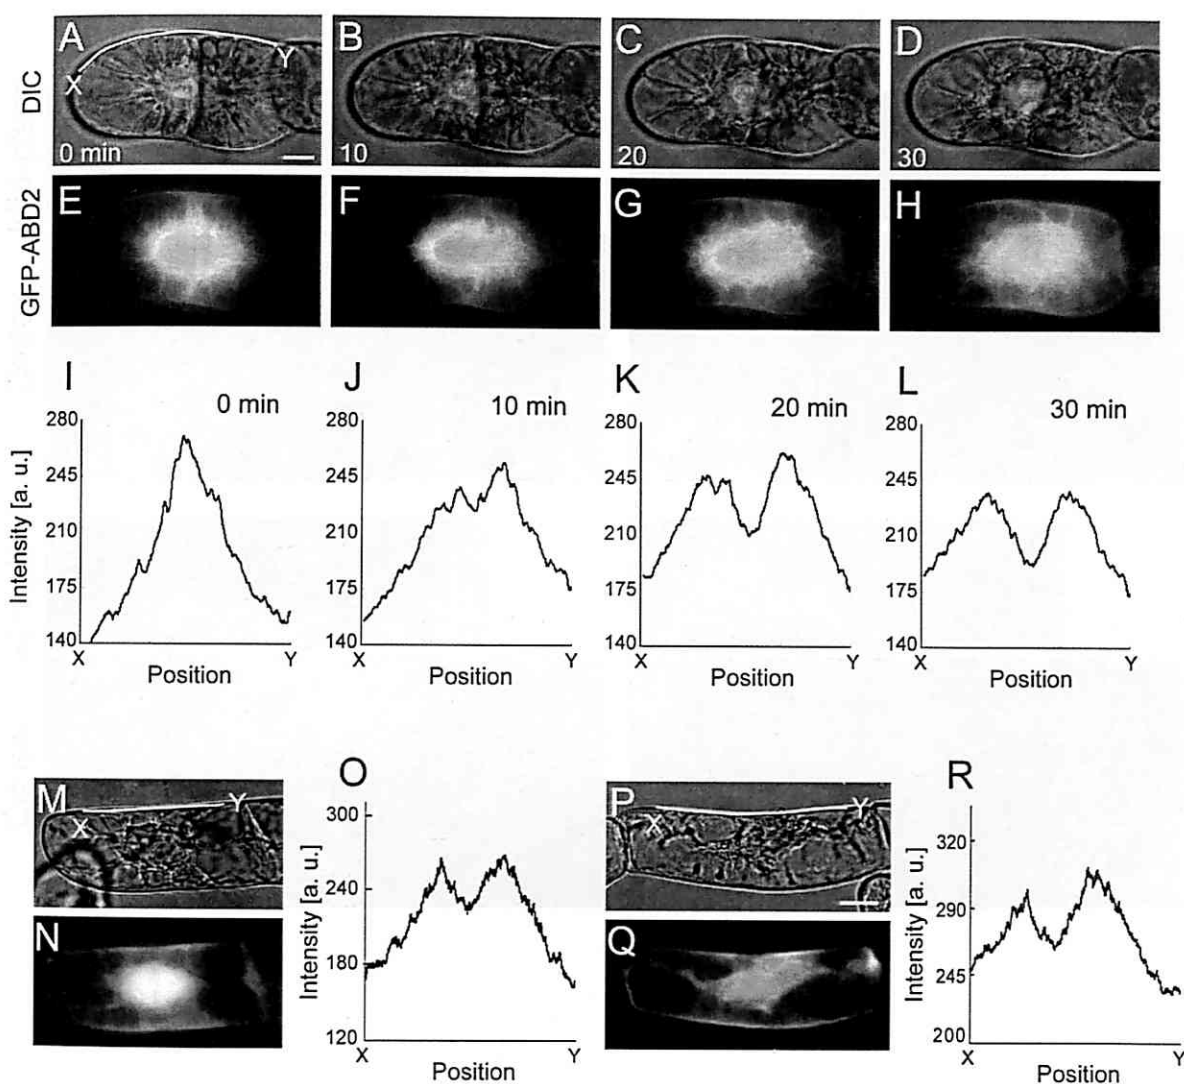 A B C D
X Y
DIC
0 min 10 20 30
E F G H
GFP-ABD2
I J K L
0 min 10 min 20 min 30 min
280 280 280 280
245 245 245 245
210 210 210 210
175 175 175 175
140 140 140 140
Intensity [a. u.]
X Y X Y X Y X Y
Position Position Position Position
M O P R
X Y X Y
300 320
240 290
180 245
120 200
Intensity [a. u.] Intensity [a. u.]
N Q
X Y X Y
Position Position